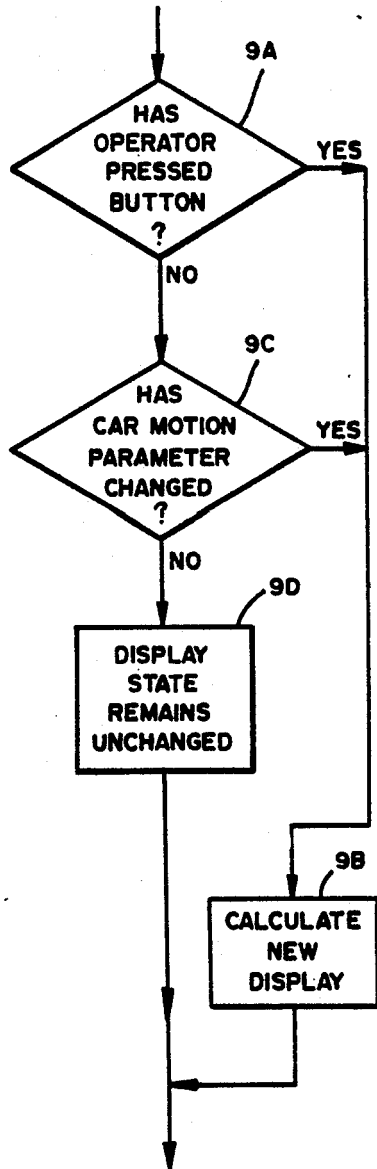 9A
HAS
OPERATOR
PRESSED
BUTTON
?
YES
NO
9C
HAS
CAR MOTION
PARAMETER
CHANGED
?
YES
NO
9D
DISPLAY
STATE
REMAINS
UNCHANGED
9B
CALCULATE
NEW
DISPLAY